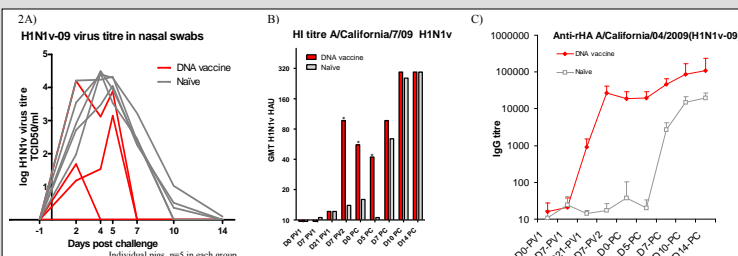 2A)
H1N1v-09 virus titre in nasal swabs
log H1N1v virus titre
TCID50/ml
5
4
3
2
1
-1 2 4 5 7 10 14
Days post challenge
Individual pigs, n=5 in each group
DNA vaccine
Naïve
B)
HI titre A/California/7/09 H1N1v
GMT H1N1v HAU
320
160
80
40
20
10
DNA vaccine
Naïve
* * *
D0 PV1 D7 PV1 D21 PV1 D7 PV2 D0 PC D5 PC D7 PC D10 PC D14 PC
C)
Anti-rHA A/California/04/2009(H1N1v-09
DNA vaccine
Naïve
IgG titre
1000000
100000
10000
1000
100
10
D0-PV1 D7-PV1 D21-PV1 D7-PV2 D0-PC D5-PC D7-PC D10-PC D14-PC